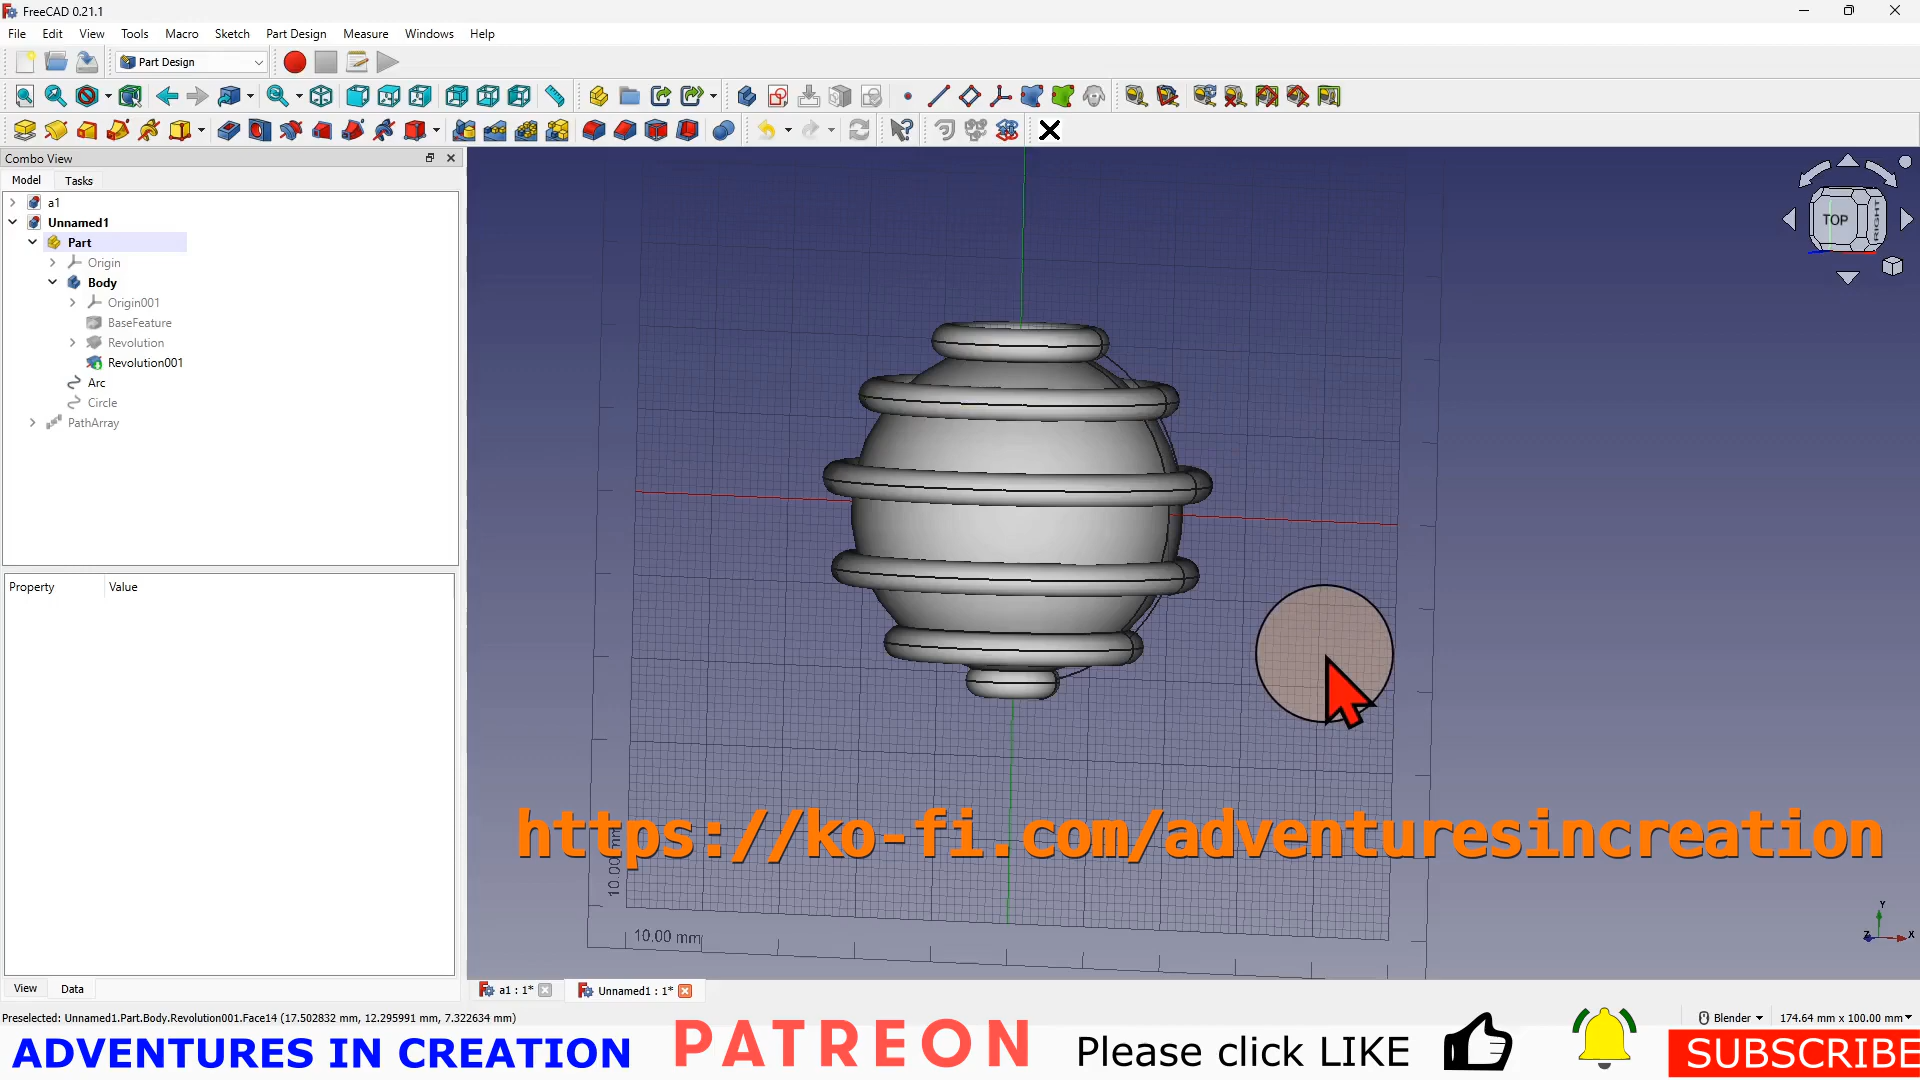 FreeCAD 0.21.1
File Edit View Tools Macro Sketch Part Design Measure Windows Help
Part Design
Combo View
Model Tasks
a1
Unnamed1
Part
Origin
Body
Origin001
BaseFeature
Revolution
Revolution001
Arc
Circle
PathArray
Property Value
TOP
RIGHT
https://ko-fi.com/adventuresincreation
10.00 mm
10.00 mm
Y
Z X
View Data
a1 : 1*
Unnamed1 : 1*
Preselected: Unnamed1.Part.Body.Revolution001.Face14 (17.502832 mm, 12.295991 mm, 7.322634 mm)
Blender
174.64 mm x 100.00 mm
ADVENTURES IN CREATION
PATREON
Please click LIKE
SUBSCRIBE